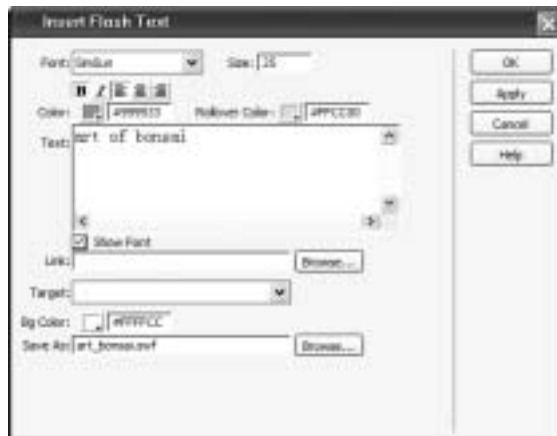 Insert Flash Text
Font: SimSun Size: 25
B I
Color: Rollover Color: #FFCC00
Text: art of bonsai
Show Font
Link: Browse...
Target:
Bg Color: #FFFFCC
Save As: art_bonsai.swf Browse...
OK
Apply
Cancel
Help